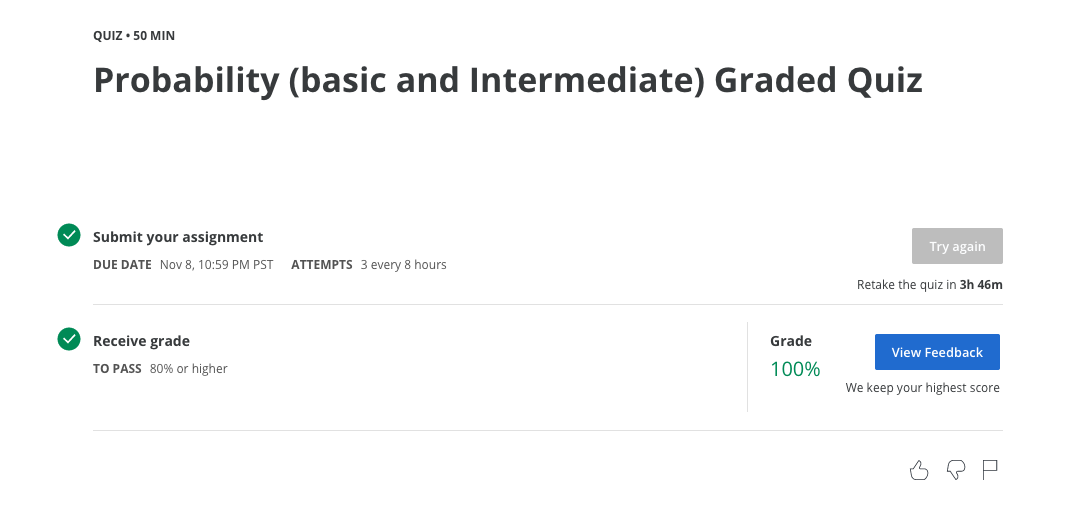 QUIZ • 50 MIN
Probability (basic and Intermediate) Graded Quiz
Submit your assignment
DUE DATE Nov 8, 10:59 PM PST ATTEMPTS 3 every 8 hours
Try again
Retake the quiz in 3h 46m
Receive grade
TO PASS 80% or higher
Grade
100%
View Feedback
We keep your highest score